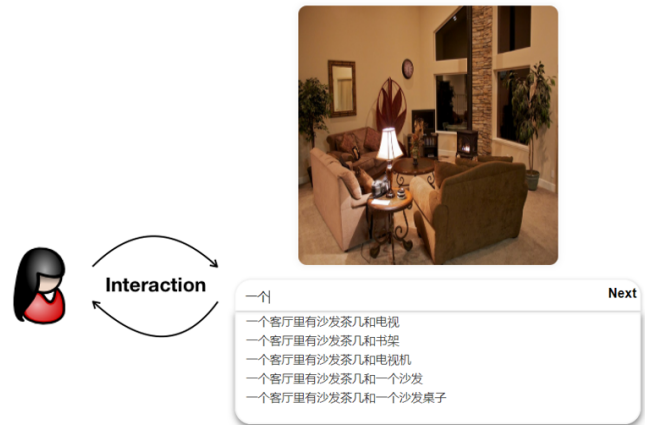 Interaction
一个
Next
一个客厅里有沙发茶几和电视
一个客厅里有沙发茶几和书架
一个客厅里有沙发茶几和电视机
一个客厅里有沙发茶几和一个沙发
一个客厅里有沙发茶几和一个沙发桌子